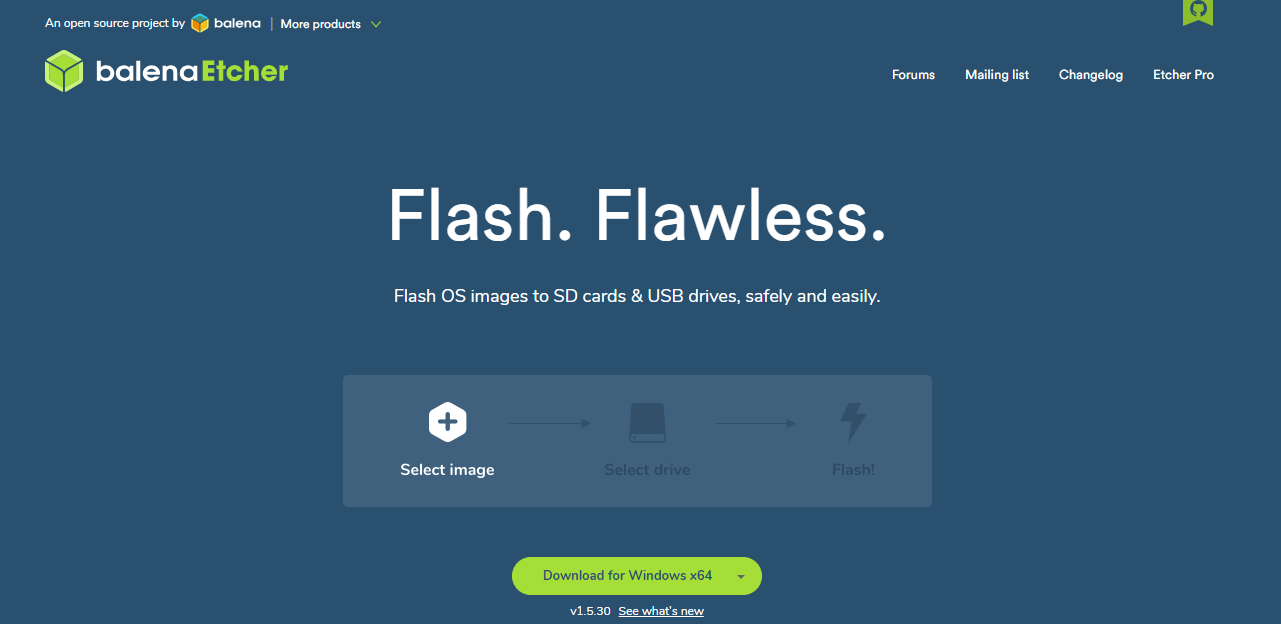 An open source project by balena | More products
balenaEtcher
Forums Mailing list Changelog Etcher Pro
Flash. Flawless.
Flash OS images to SD cards & USB drives, safely and easily.
Select image Select drive Flash!
Download for Windows x64
v1.5.30 See what's new